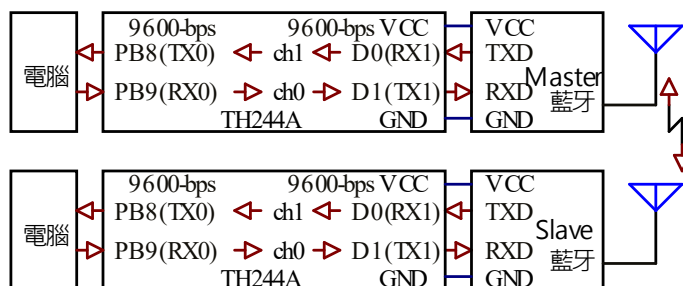 9600-bps 9600-bps VCC VCC
PB8(TX0) ch1 D0(RX1) TXD
電腦 Master
PB9(RX0) ch0 D1(TX1) RXD 藍牙
TH244A GND GND
9600-bps 9600-bps VCC VCC
PB8(TX0) ch1 D0(RX1) TXD
電腦 Slave
PB9(RX0) ch0 D1(TX1) RXD 藍牙
TH244A GND GND